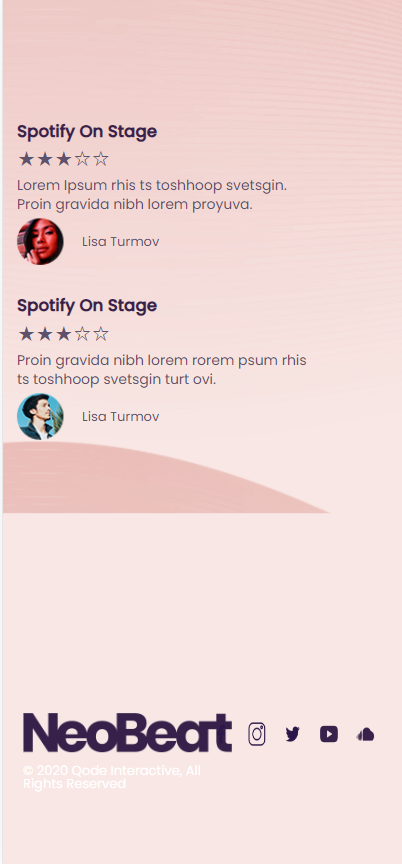 Spotify On Stage
★★★☆☆
Lorem Ipsum rhis ts toshhoop svetsgin.
Proin gravida nibh lorem proyuva.
Lisa Turmov
Spotify On Stage
★★★☆☆
Proin gravida nibh lorem rorem psum rhis
ts toshhoop svetsgin turt ovi.
Lisa Turmov
NeoBeat
© 2020 Qode Interactive, All
Rights Reserved